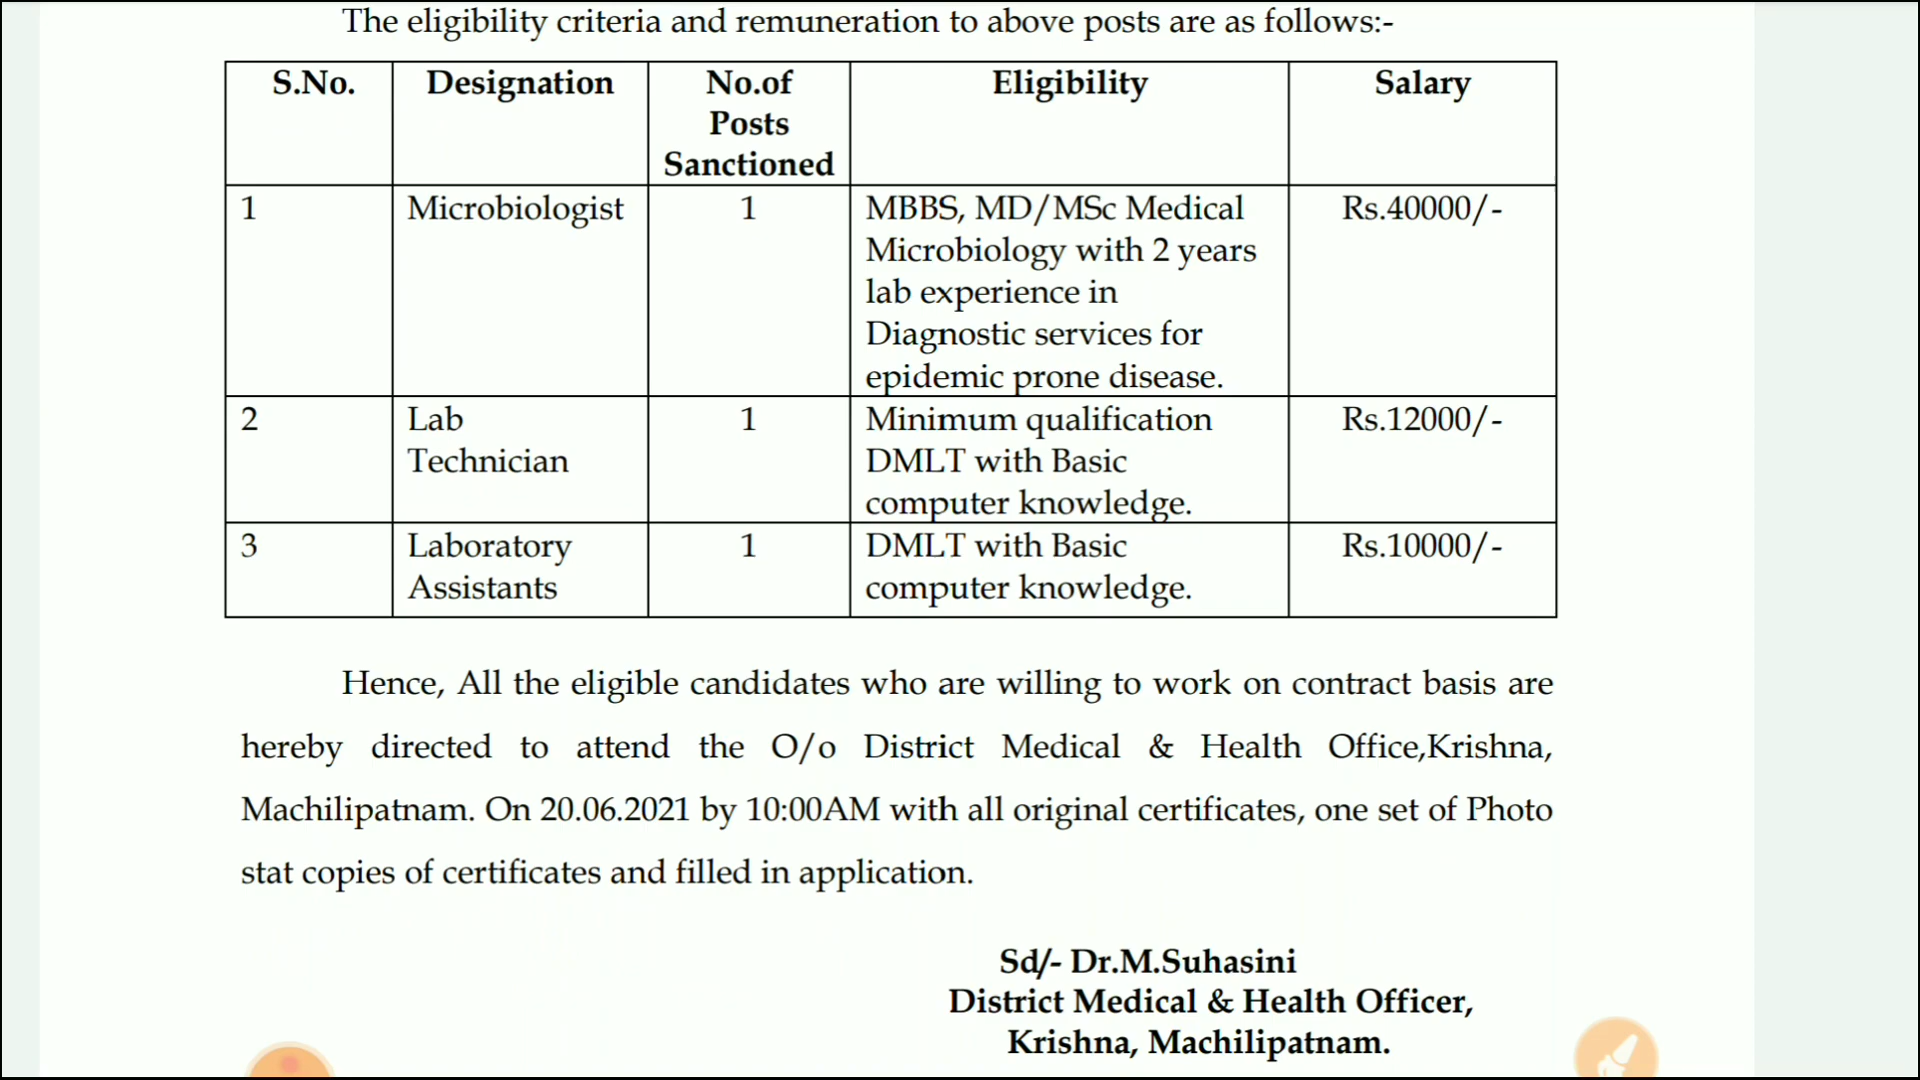 The eligibility criteria and remuneration to above posts are as follows:-
S.No. Designation No.of Posts Sanctioned Eligibility Salary
1 Microbiologist 1 MBBS, MD/MSc Medical Rs.40000/-
Microbiology with 2 years
lab experience in
Diagnostic services for
epidemic prone disease.
2 Lab 1 Minimum qualification Rs.12000/-
Technician DMLT with Basic
computer knowledge.
3 Laboratory 1 DMLT with Basic Rs.10000/-
Assistants computer knowledge.
Hence, All the eligible candidates who are willing to work on contract basis are
hereby directed to attend the O/o District Medical & Health Office,Krishna,
Machilipatnam. On 20.06.2021 by 10:00AM with all original certificates, one set of Photo
stat copies of certificates and filled in application.
Sd/- Dr.M.Suhasini
District Medical & Health Officer,
Krishna, Machilipatnam.